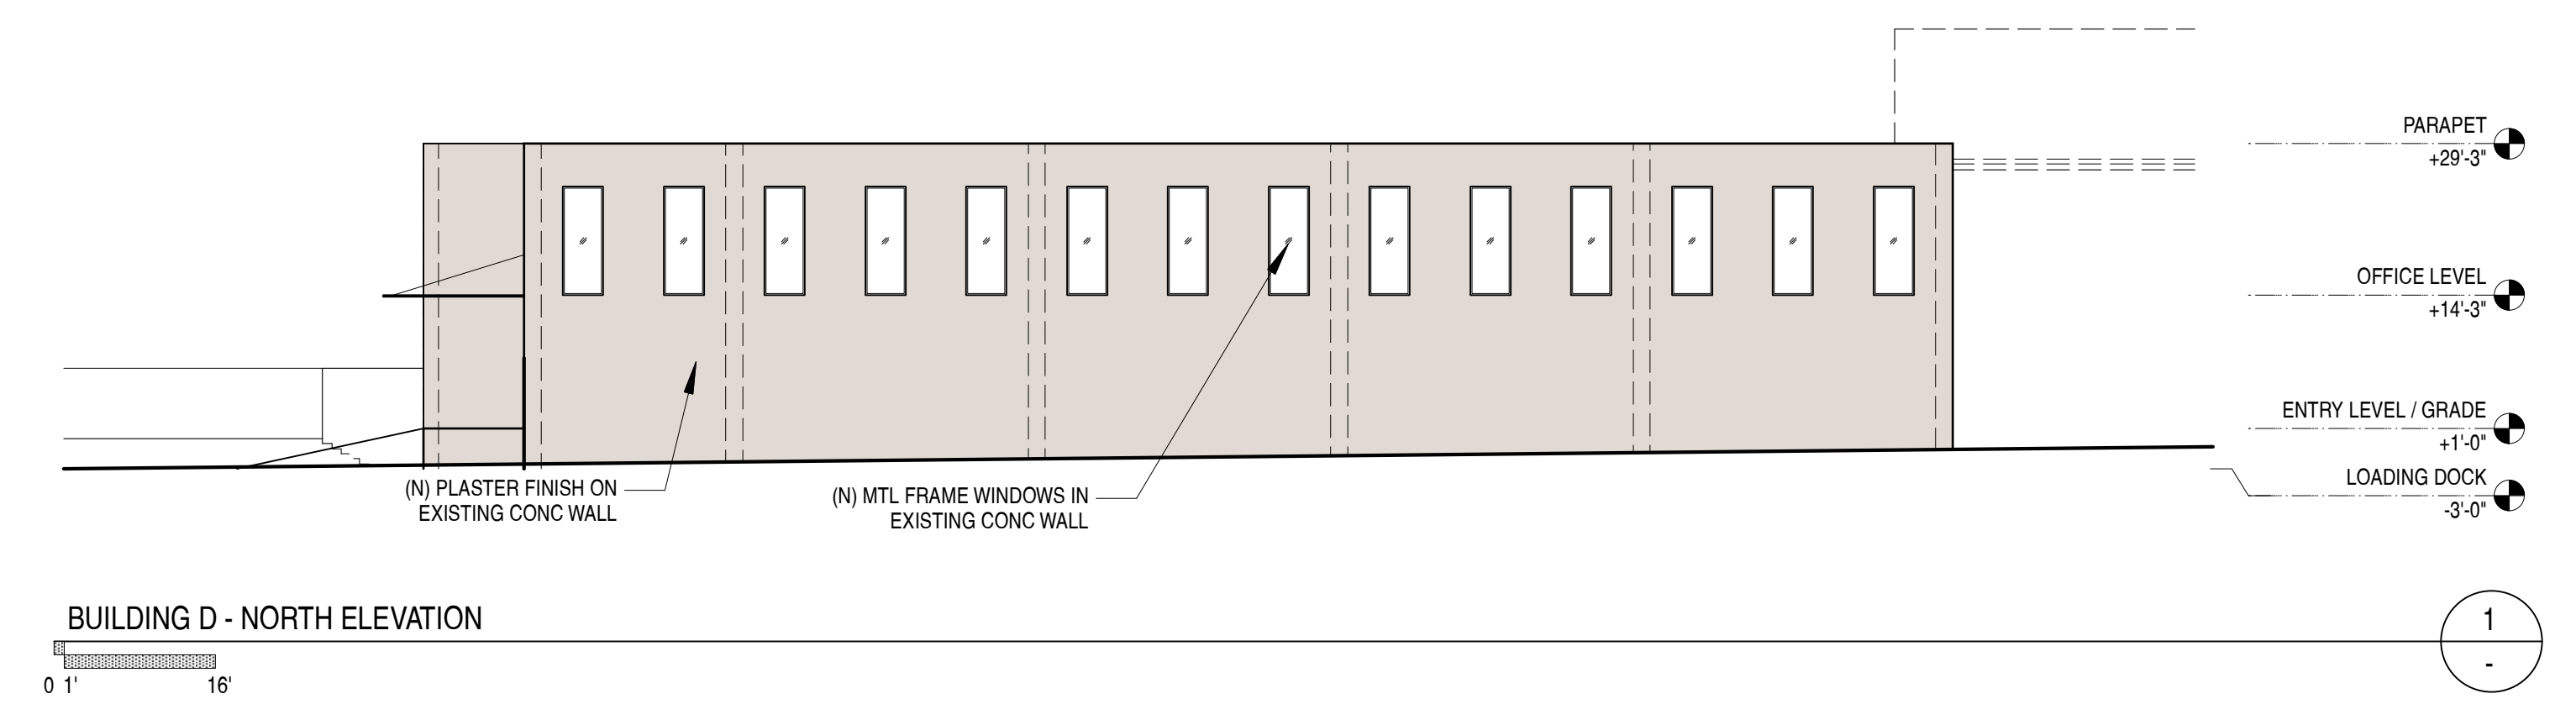 PARAPET
+29'-3"
OFFICE LEVEL
+14'-3"
ENTRY LEVEL / GRADE
+1'-0"
LOADING DOCK
-3'-0"
(N) PLASTER FINISH ON
EXISTING CONC WALL
(N) MTL FRAME WINDOWS IN
EXISTING CONC WALL
BUILDING D - NORTH ELEVATION
0 1' 16'
1
-